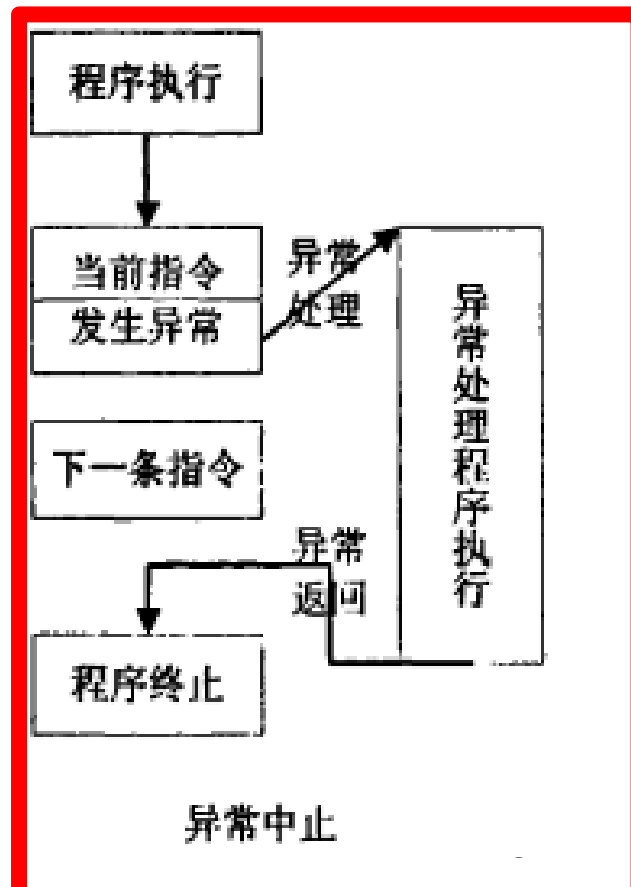 程序执行
当前指令
发生异常
异常
处理
异常处理程序执行
下一条指令
异常
返回
程序终止
异常中止